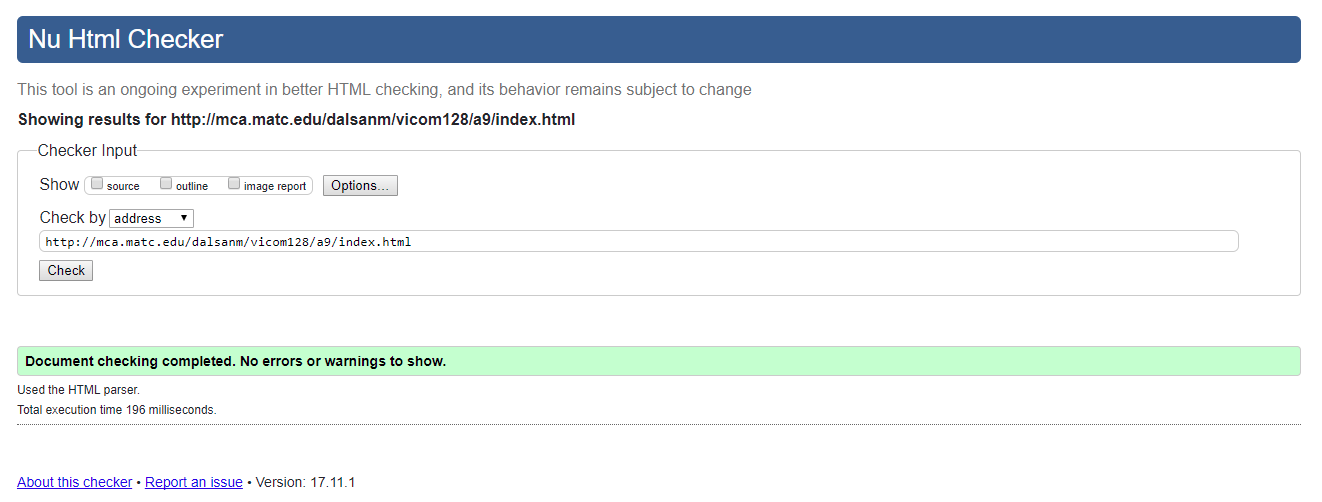 Nu Html Checker
This tool is an ongoing experiment in better HTML checking, and its behavior remains subject to change
Showing results for http://mca.matc.edu/dalsanm/vicom128/a9/index.html
Checker Input
Show source outline image report Options...
Check by address
http://mca.matc.edu/dalsanm/vicom128/a9/index.html
Check
Document checking completed. No errors or warnings to show.
Used the HTML parser.
Total execution time 196 milliseconds.
About this checker • Report an issue • Version: 17.11.1